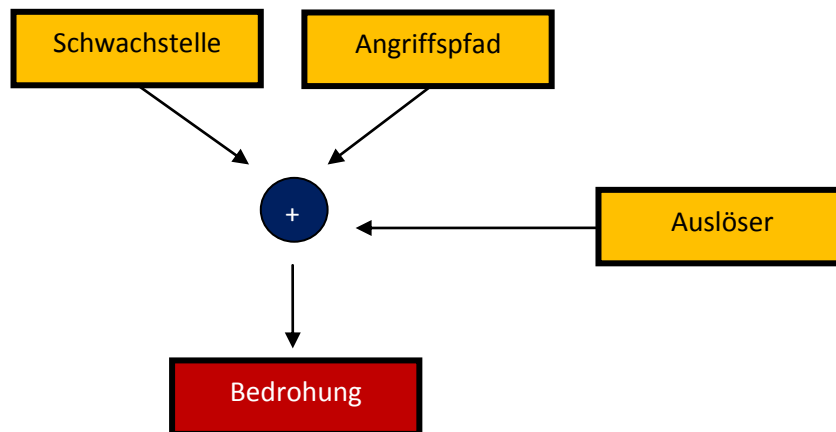 Schwachstelle
Angriffspfad
+
Auslöser
Bedrohung